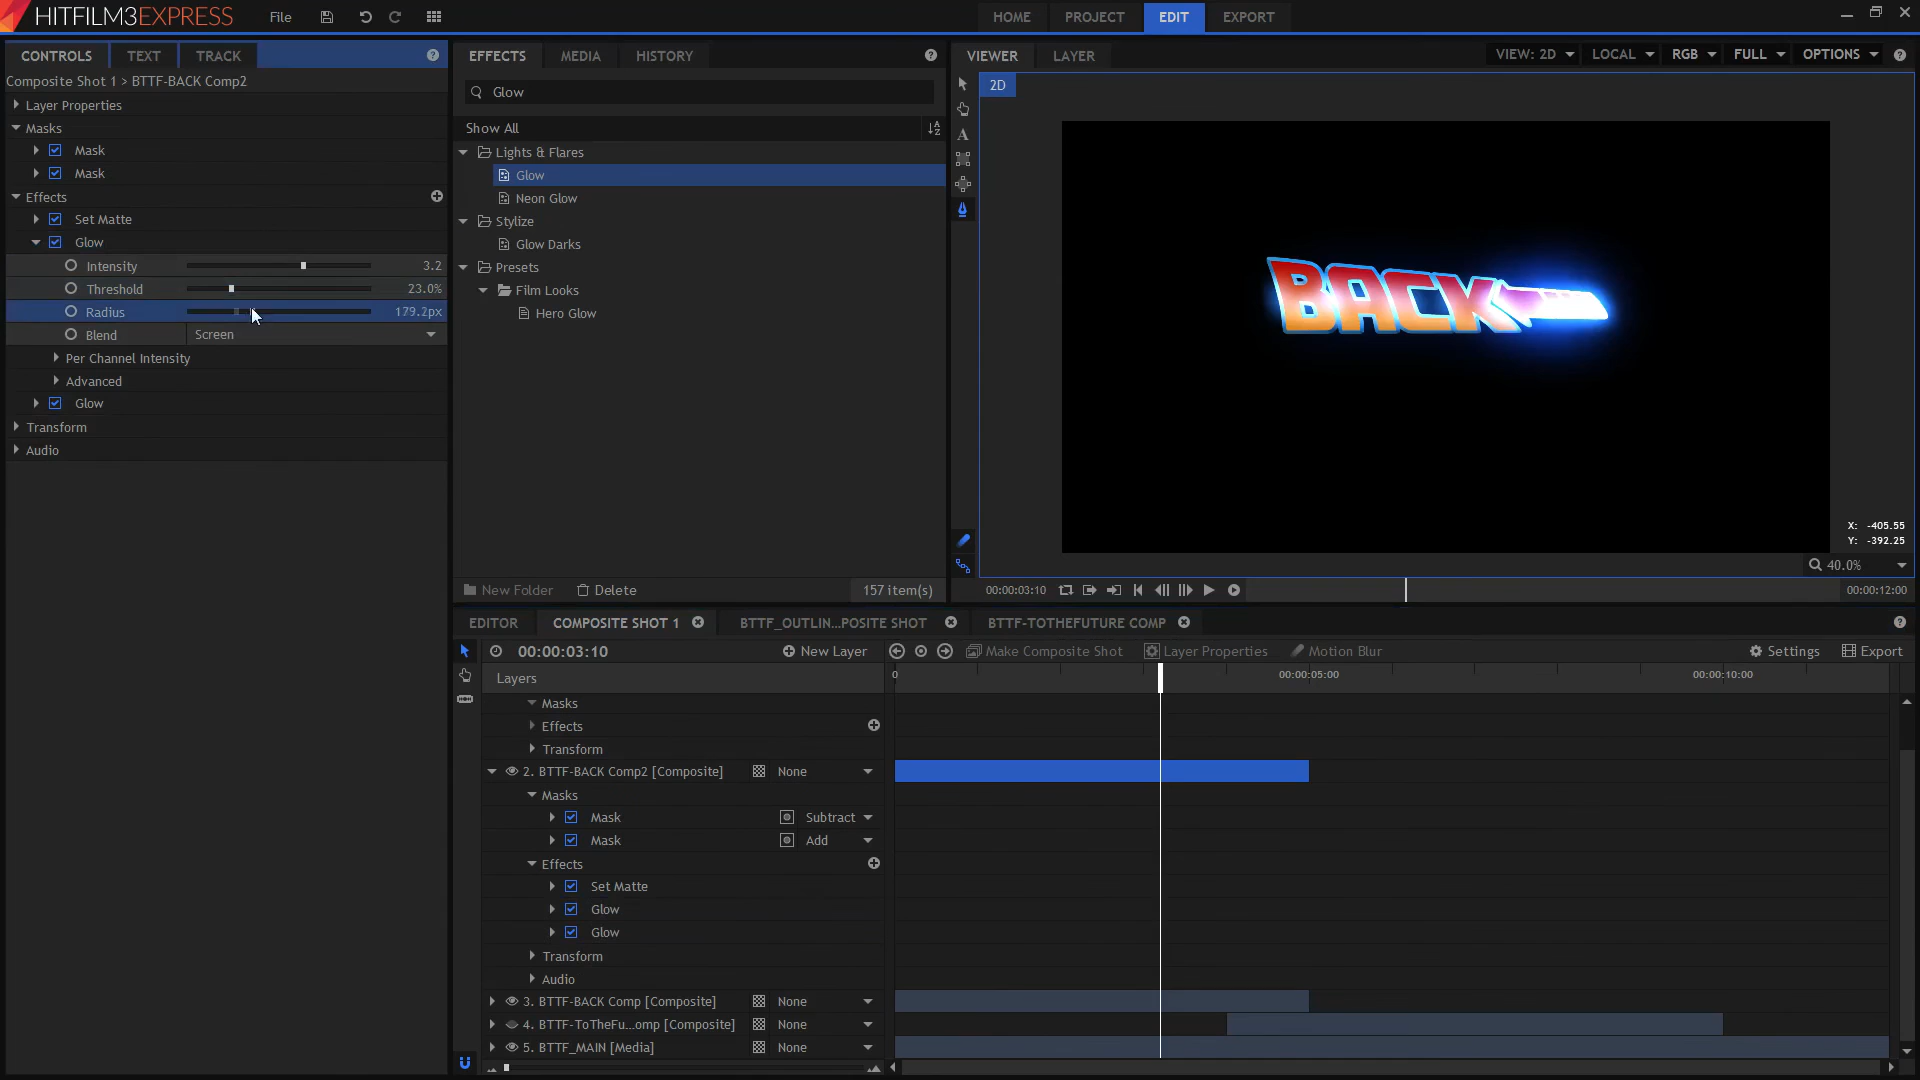 HITFILM3EXPRESS
File
HOME
PROJECT
EDIT
EXPORT
CONTROLS
TEXT
TRACK
Composite Shot 1 > BTTF-BACK Comp2
Layer Properties
Masks
Mask
Mask
Effects
Set Matte
Glow
Intensity 3.2
Threshold 23.0%
Radius 179.2px
Blend Screen
Per Channel Intensity
Advanced
Glow
Transform
Audio
EFFECTS
MEDIA
HISTORY
Glow
Show All
Lights & Flares
Glow
Neon Glow
Stylize
Glow Darks
Presets
Film Looks
Hero Glow
New Folder
Delete
157 item(s)
VIEWER
LAYER
VIEW: 2D
LOCAL
RGB
FULL
OPTIONS
2D
A
BACK
X: -405.55
Y: -392.25
40.0%
00:00:03:10
00:00:12:00
EDITOR
COMPOSITE SHOT 1
BTTF_OUTLIN...POSITE SHOT
BTTF-TOTHEFUTURE COMP
00:00:03:10
New Layer
Make Composite Shot
Layer Properties
Motion Blur
Settings
Export
Layers
0
00:00:05:00
00:00:10:00
Masks
Effects
Transform
2. BTTF-BACK Comp2 [Composite] None
Masks
Mask Subtract
Mask Add
Effects
Set Matte
Glow
Glow
Transform
Audio
3. BTTF-BACK Comp [Composite] None
4. BTTF-ToTheFu...omp [Composite] None
5. BTTF_MAIN [Media] None